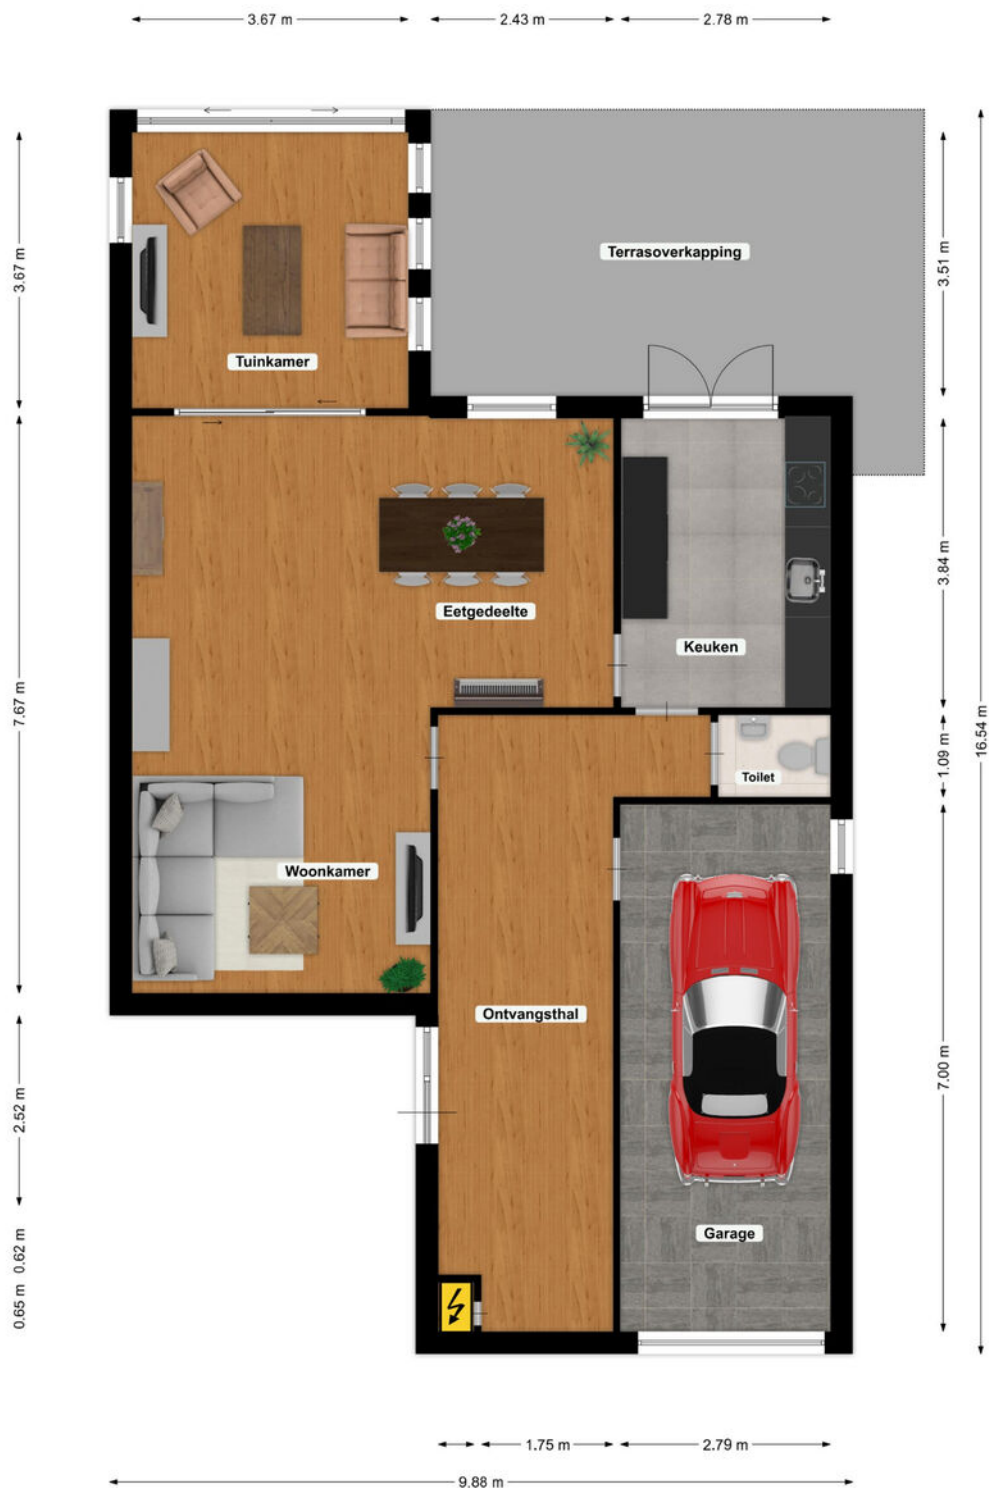 3.67 m
2.43 m
2.78 m
3.67 m
3.51 m
Terrasoverkapping
Tuinkamer
3.84 m
Eetgedeelte
Keuken
7.67 m
16.54 m
1.09 m
Toilet
Woonkamer
Ontvangsthal
7.00 m
2.52 m
Garage
0.62 m
0.65 m
1.75 m
2.79 m
9.88 m